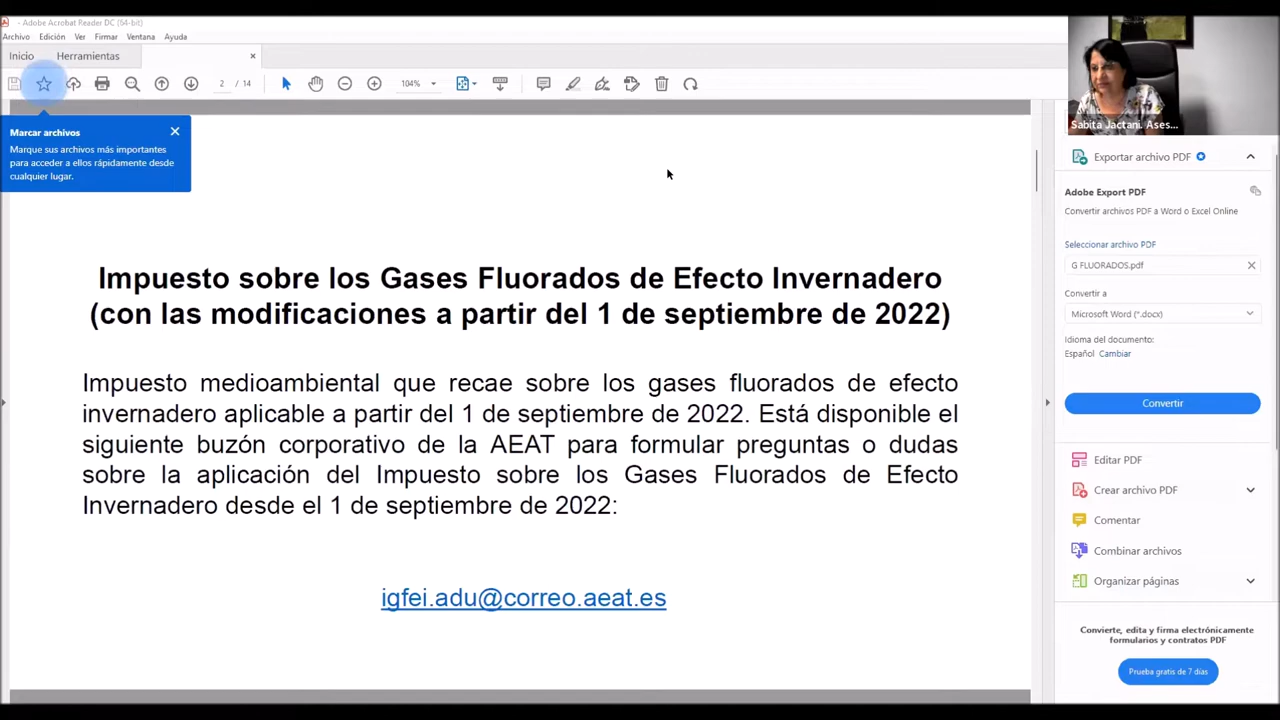 - Adobe Acrobat Reader DC (64-bit)
Archivo Edición Ver Firmar Ventana Ayuda
Inicio Herramientas
2 / 14 104%
Marcar archivos
Marque sus archivos más importantes
para acceder a ellos rápidamente desde
cualquier lugar.
Impuesto sobre los Gases Fluorados de Efecto Invernadero
(con las modificaciones a partir del 1 de septiembre de 2022)
Impuesto medioambiental que recae sobre los gases fluorados de efecto
invernadero aplicable a partir del 1 de septiembre de 2022. Está disponible el
siguiente buzón corporativo de la AEAT para formular preguntas o dudas
sobre la aplicación del Impuesto sobre los Gases Fluorados de Efecto
Invernadero desde el 1 de septiembre de 2022:
igfei.adu@correo.aeat.es
Sabita Jactani. Ases...
Exportar archivo PDF
Adobe Export PDF
Convertir archivos PDF a Word o Excel Online
Seleccionar archivo PDF
G FLUORADOS.pdf
Convertir a
Microsoft Word (*.docx)
Idioma del documento:
Español Cambiar
Convertir
Editar PDF
Crear archivo PDF
Comentar
Combinar archivos
Organizar páginas
Convierte, edita y firma electrónicamente
formularios y contratos PDF
Prueba gratis de 7 días